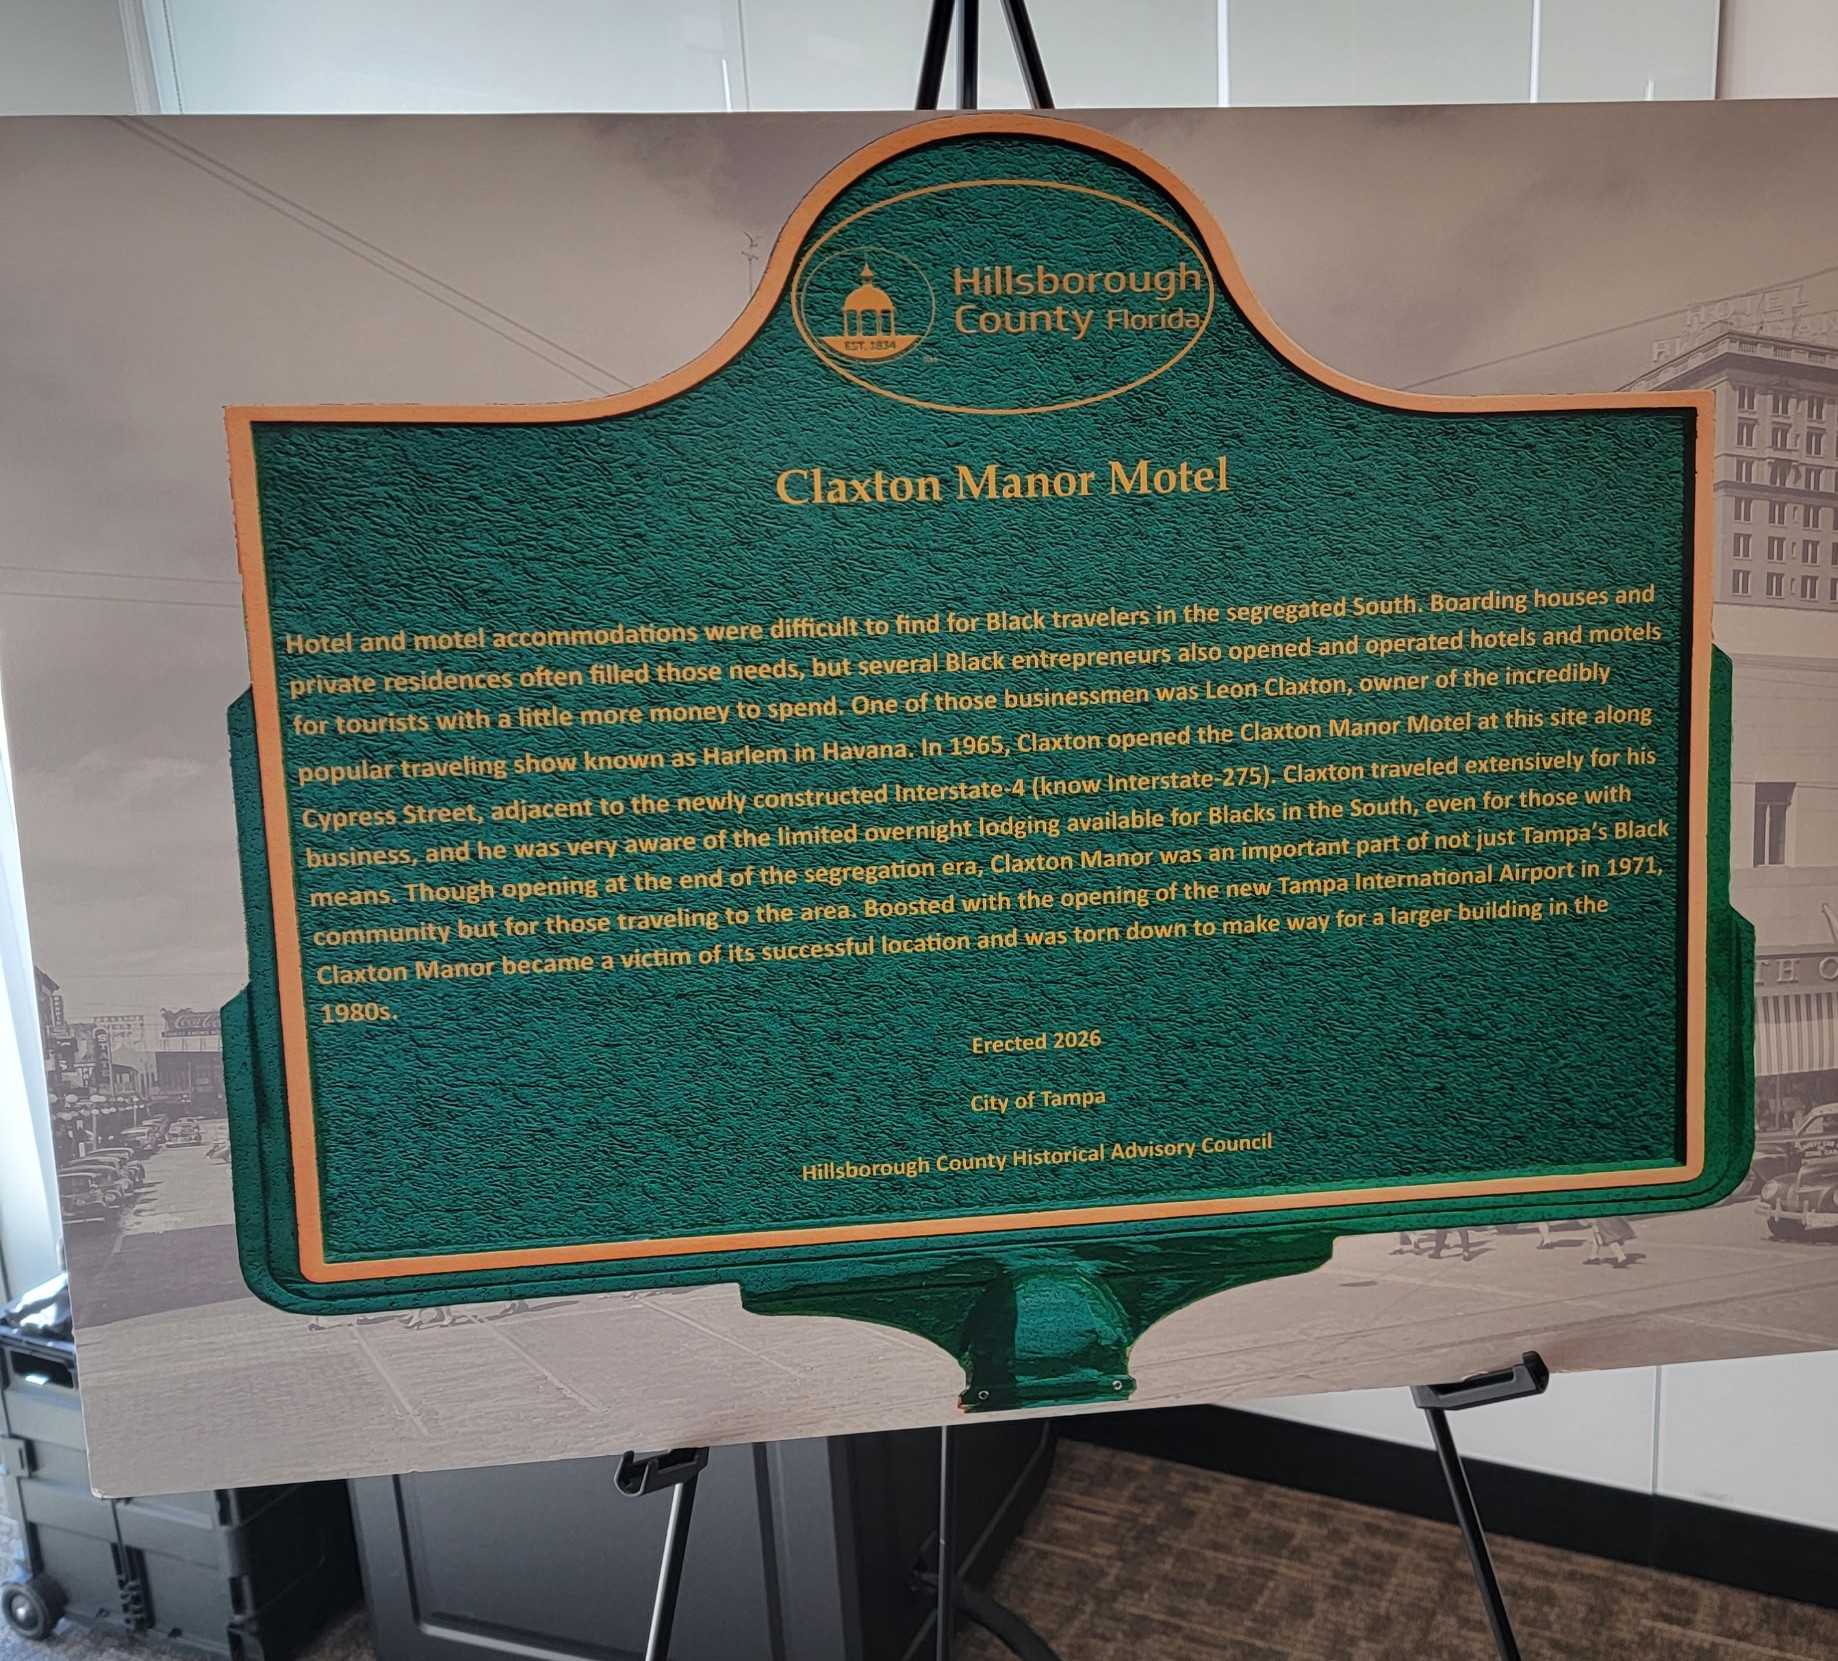 HOTEL
EST. 1834
Hillsborough
County Florida
Claxton Manor Motel
Hotel and motel accommodations were difficult to find for Black travelers in the segregated South. Boarding houses and
private residences often filled those needs, but several Black entrepreneurs also opened and operated hotels and motels
for tourists with a little more money to spend. One of those businessmen was Leon Claxton, owner of the incredibly
popular traveling show known as Harlem in Havana. In 1965, Claxton opened the Claxton Manor Motel at this site along
Cypress Street, adjacent to the newly constructed Interstate-4 (know Interstate-275). Claxton traveled extensively for his
business, and he was very aware of the limited overnight lodging available for Blacks in the South, even for those with
means. Though opening at the end of the segregation era, Claxton Manor was an important part of not just Tampa's Black
community but for those traveling to the area. Boosted with the opening of the new Tampa International Airport in 1971,
Claxton Manor became a victim of its successful location and was torn down to make way for a larger building in the
1980s.
Erected 2026
City of Tampa
Hillsborough County Historical Advisory Council
Coca-Cola
STATE